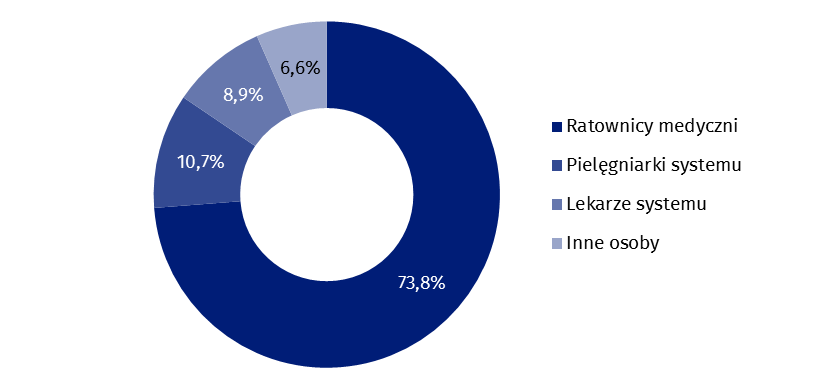 6,6%
8,9%
10,7%
73,8%
Ratownicy medyczni
Pielęgniarki systemu
Lekarze systemu
Inne osoby